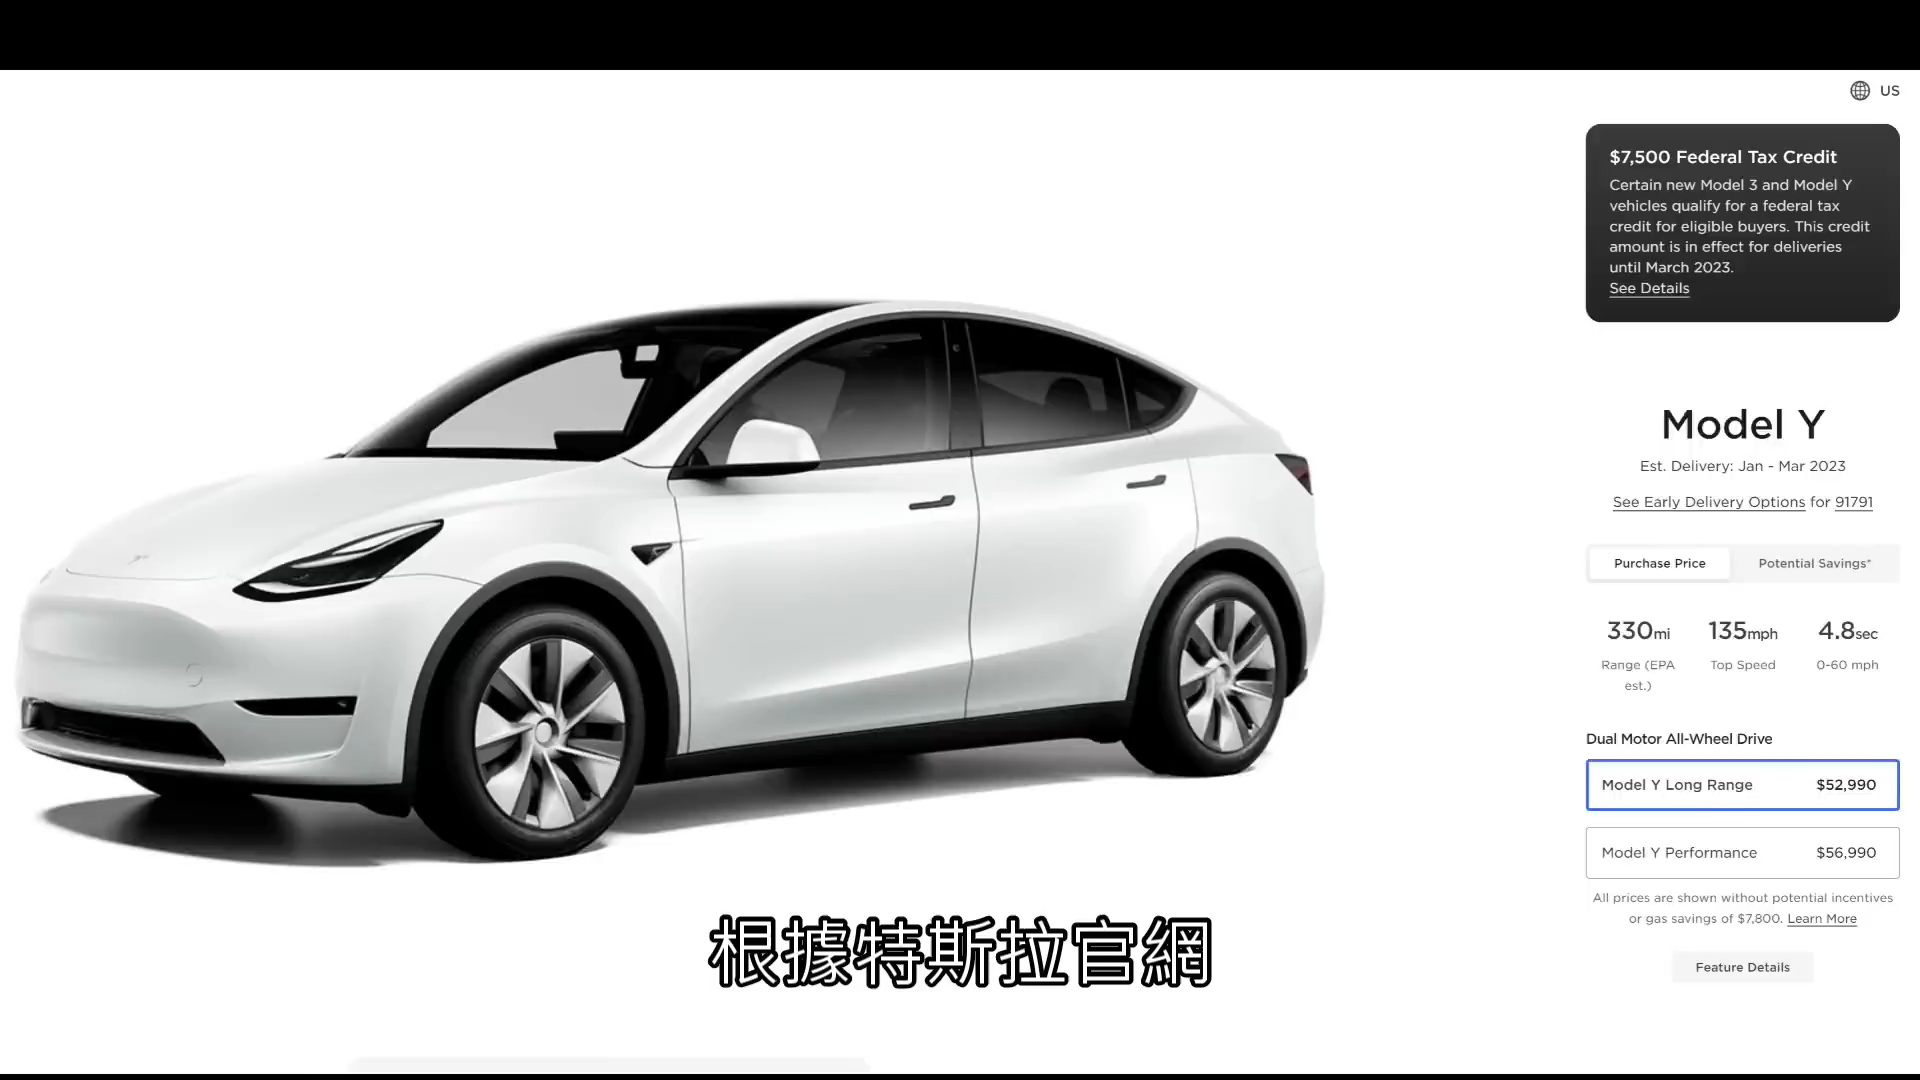 US
$7,500 Federal Tax Credit
Certain new Model 3 and Model Y
vehicles qualify for a federal tax
credit for eligible buyers. This credit
amount is in effect for deliveries
until March 2023.
See Details
Model Y
Est. Delivery: Jan - Mar 2023
See Early Delivery Options for 91791
Purchase Price Potential Savings*
330mi 135mph 4.8sec
Range (EPA est.) Top Speed 0-60 mph
Dual Motor All-Wheel Drive
Model Y Long Range $52,990
Model Y Performance $56,990
All prices are shown without potential incentives
or gas savings of $7,800. Learn More
Feature Details
根據特斯拉官網